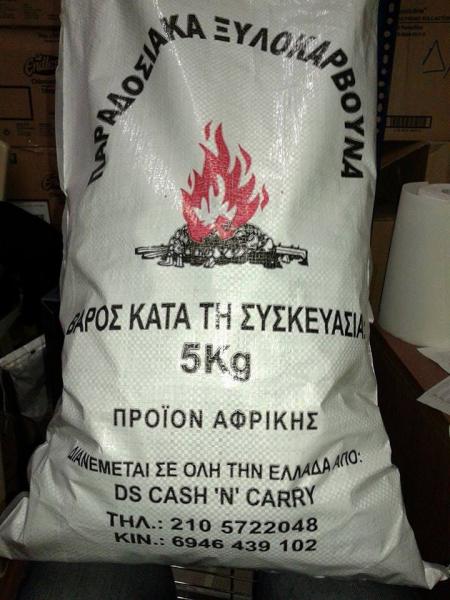 ΠΑΡΑΔΟΣΙΑΚΑ ΞΥΛΟΚΑΡΒΟΥΝΑ
ΒΑΡΟΣ ΚΑΤΑ ΤΗ ΣΥΣΚΕΥΑΣΙΑ
5Kg
ΠΡΟΪΟΝ ΑΦΡΙΚΗΣ
ΔΙΑΝΕΜΕΤΑΙ ΣΕ ΟΛΗ ΤΗΝ ΕΛΛΑΔΑ ΑΠΟ:
DS CASH 'N' CARRY
ΤΗΛ.: 210 5722048
ΚΙΝ.: 6946 439 102